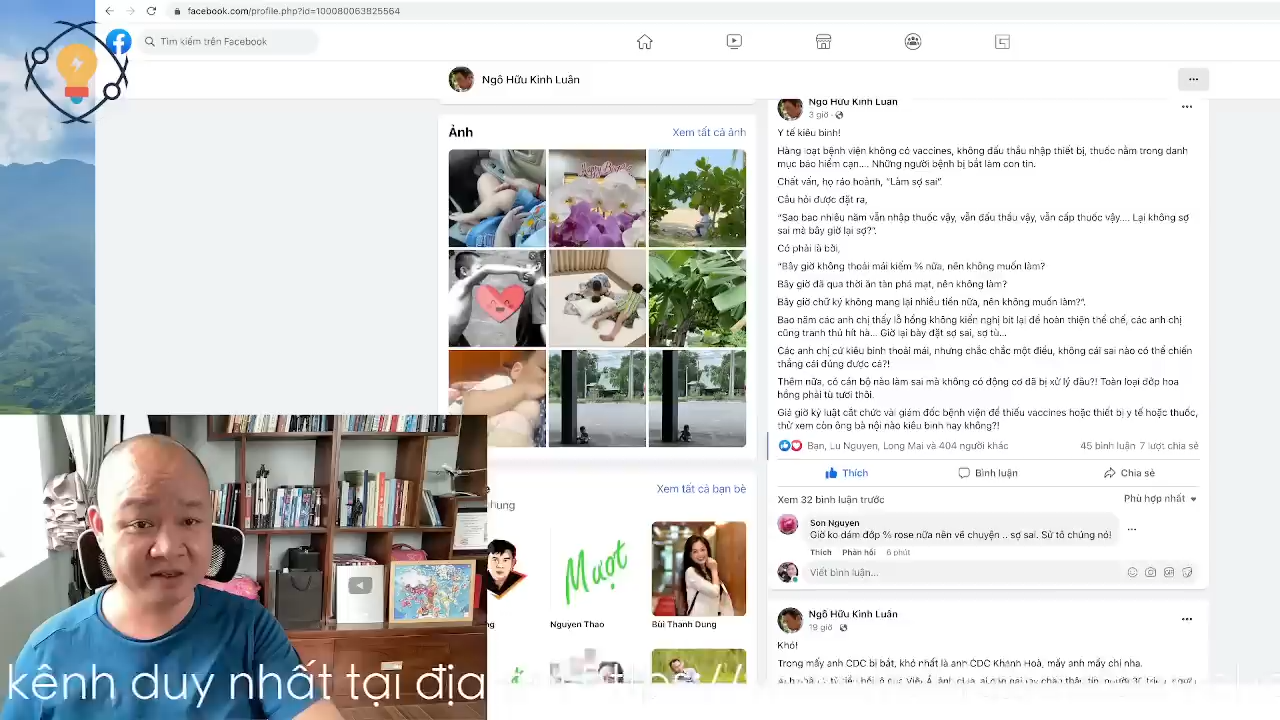 facebook.com/profile.php?id=100080063825564
Tìm kiếm trên Facebook
Ngô Hữu Kinh Luân
Ảnh
Xem tất cả ảnh
Xem tất cả bạn bè
Nguyen Thao
Bùi Thanh Dung
Mượt
Ngô Hữu Kinh Luân
3 giờ
Y tế kiêu binh!
Hàng loạt bệnh viện không có vaccines, không đấu thầu nhập thiết bị, thuốc nằm trong danh
mục bảo hiểm cạn.... Những người bệnh bị bắt làm con tin.
Chất vấn, họ ráo hoảnh, "Làm sợ sai".
Câu hỏi được đặt ra,
"Sao bao nhiêu năm vẫn nhập thuốc vậy, vẫn đấu thầu vậy, vẫn cấp thuốc vậy.... Lại không sợ
sai mà bây giờ lại sợ?".
Có phải là bởi,
"Bây giờ không thoải mái kiếm % nữa, nên không muốn làm?
Bây giờ đã qua thời ăn tàn phá mạt, nên không làm?
Bây giờ chữ ký không mang lại nhiều tiền nữa, nên không muốn làm?".
Bao năm các anh chị thấy lỗ hổng không kiến nghị bịt lại để hoàn thiện thể chế, các anh chị
cũng tranh thủ hít hà... Giờ lại bày đặt sợ sai, sợ tù...
Các anh chị cứ kiêu binh thoải mái, nhưng chắc chắc một điều, không cái sai nào có thể chiến
thắng cái đúng được cả?!
Thêm nữa, có cán bộ nào làm sai mà không có động cơ đã bị xử lý đâu?! Toàn loại đớp hoa
hồng phải tù tươi thôi.
Giá giờ kỷ luật cắt chức vài giám đốc bệnh viện để thiếu vaccines hoặc thiết bị y tế hoặc thuốc,
thử xem còn ông bà nội nào kiêu binh hay không?!
Bạn, Lu Nguyen, Long Mai và 404 người khác
45 bình luận 7 lượt chia sẻ
Thích
Bình luận
Chia sẻ
Xem 32 bình luận trước
Phù hợp nhất
Son Nguyen
Giờ ko dám đớp % rose nữa nên vẽ chuyện .. sợ sai. Sử tổ chúng nó!
Thích Phản hồi 6 phút
Viết bình luận...
Ngô Hữu Kinh Luân
19 giờ
Khó!
Trong mấy anh CDC bị bắt, khó nhất là anh CDC Khánh Hoà, mấy anh mấy chị nha.
kênh duy nhất tại địa